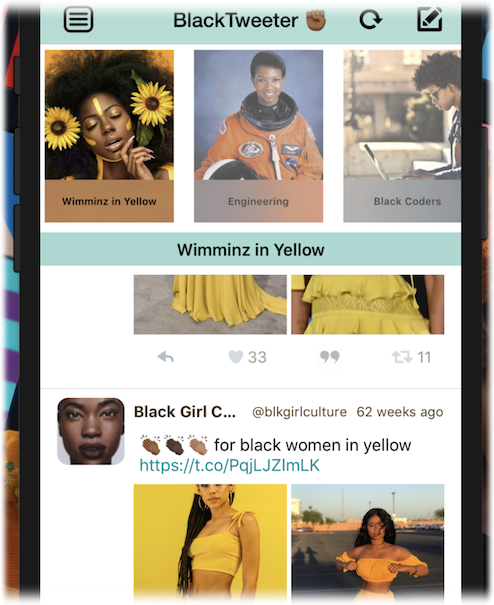 BlackTweeter ✊🏾
Wimminz in Yellow
Engineering
Black Coders
Wimminz in Yellow
33
11
Black Girl C... @blkgirlculture 62 weeks ago
👏🏾👏🏿👏🏽 for black women in yellow
https://t.co/PqjLJZlmLK